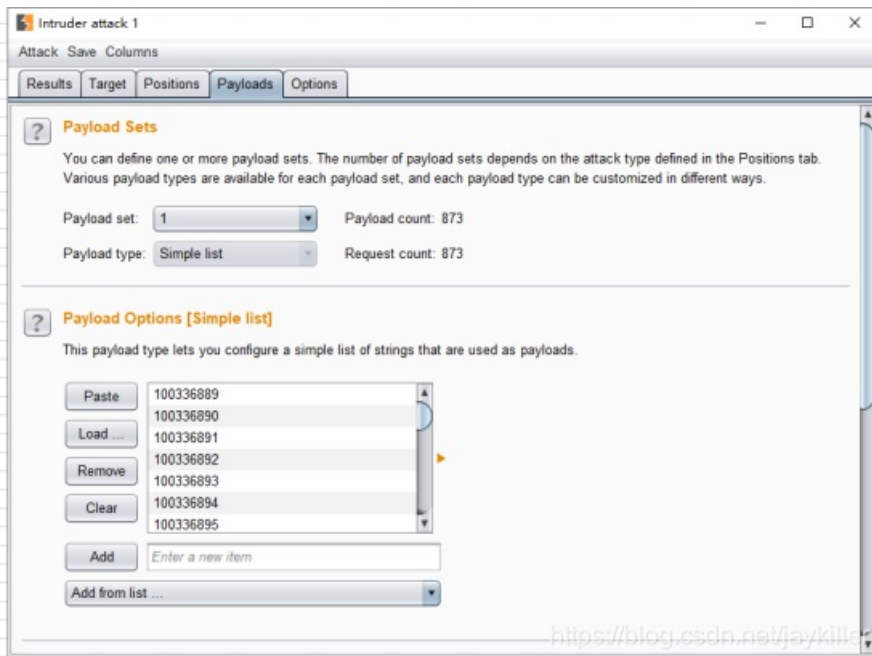 Intruder attack 1
Attack Save Columns
Results Target Positions Payloads Options
? Payload Sets
You can define one or more payload sets. The number of payload sets depends on the attack type defined in the Positions tab.
Various payload types are available for each payload set, and each payload type can be customized in different ways.
Payload set: 1 Payload count: 873
Payload type: Simple list Request count: 873
? Payload Options [Simple list]
This payload type lets you configure a simple list of strings that are used as payloads.
Paste
Load ...
Remove
Clear
100336889
100336890
100336891
100336892
100336893
100336894
100336895
Add Enter a new item
Add from list ...
https://blog.csdn.net/jaykiller